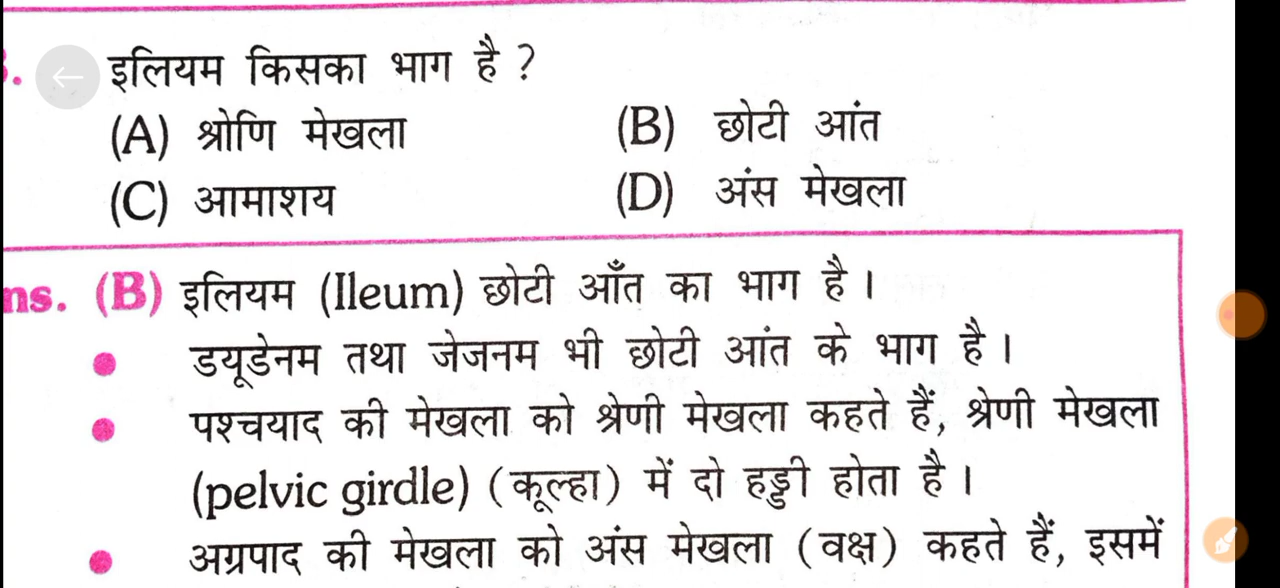 इलियम किसका भाग है ?
(A) श्रोणि मेखला (B) छोटी आंत
(C) आमाशय (D) अंस मेखला
ns. (B) इलियम (Ileum) छोटी आँत का भाग है ।
● डयूडेनम तथा जेजनम भी छोटी आंत के भाग है ।
● पश्चयाद की मेखला को श्रेणी मेखला कहते हैं, श्रेणी मेखला
(pelvic girdle) (कूल्हा) में दो हड्डी होता है ।
● अग्रपाद की मेखला को अंस मेखला (वक्ष) कहते हैं, इसमें